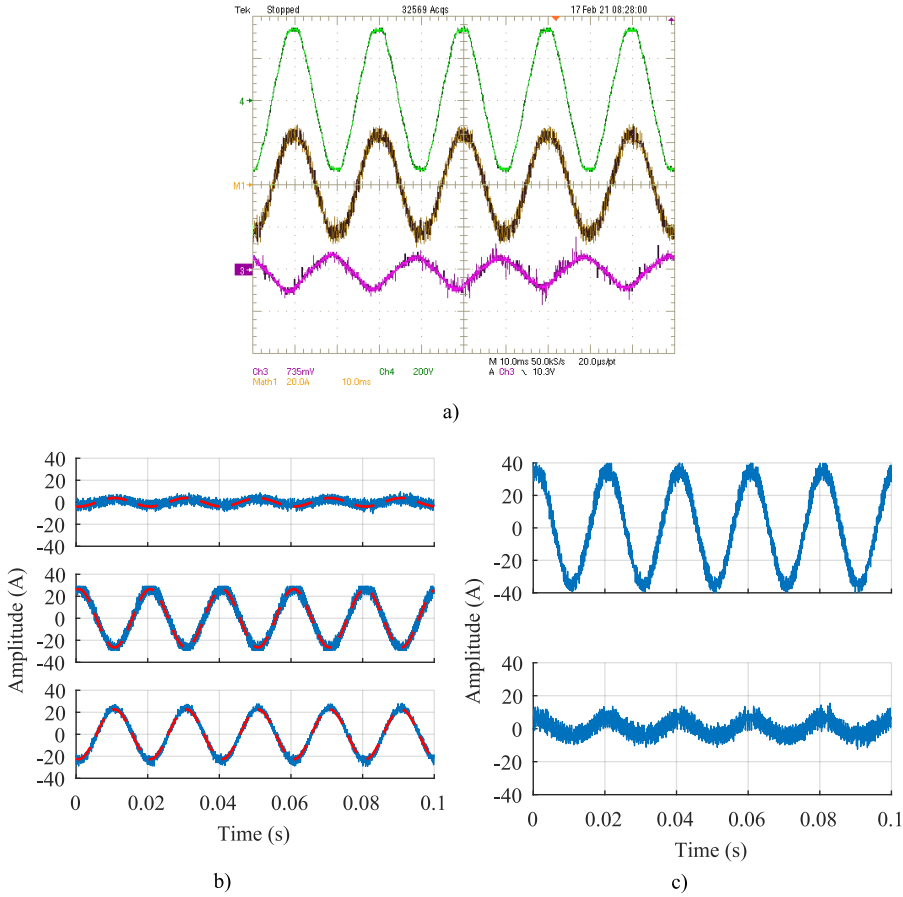 Tek Stopped 32569 Acqs 17 Feb 21 08:28:00
4
M1
3
M 10.0ms 50.0kS/s 20.0µs/pt
Ch3 735mV Ch4 200V A Ch3 10.3V
Math1 20.0A 10.0ms
a)
40
20
0
-20
-40
40
20
0
-20
-40
40
20
0
-20
-40
Amplitude (A)
0 0.02 0.04 0.06 0.08 0.1
Time (s)
b)
40
20
0
-20
-40
40
20
0
-20
-40
Amplitude (A)
0 0.02 0.04 0.06 0.08 0.1
Time (s)
c)